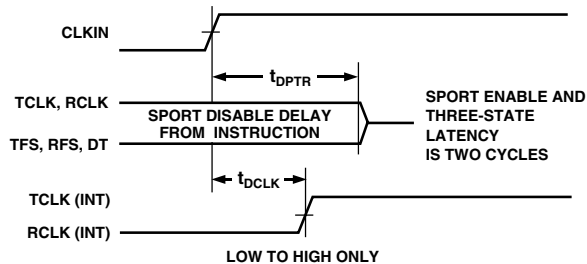 CLKIN
tDPTR
TCLK, RCLK
SPORT DISABLE DELAY
FROM INSTRUCTION
TFS, RFS, DT
SPORT ENABLE AND
THREE-STATE
LATENCY
IS TWO CYCLES
tDCLK
TCLK (INT)
RCLK (INT)
LOW TO HIGH ONLY